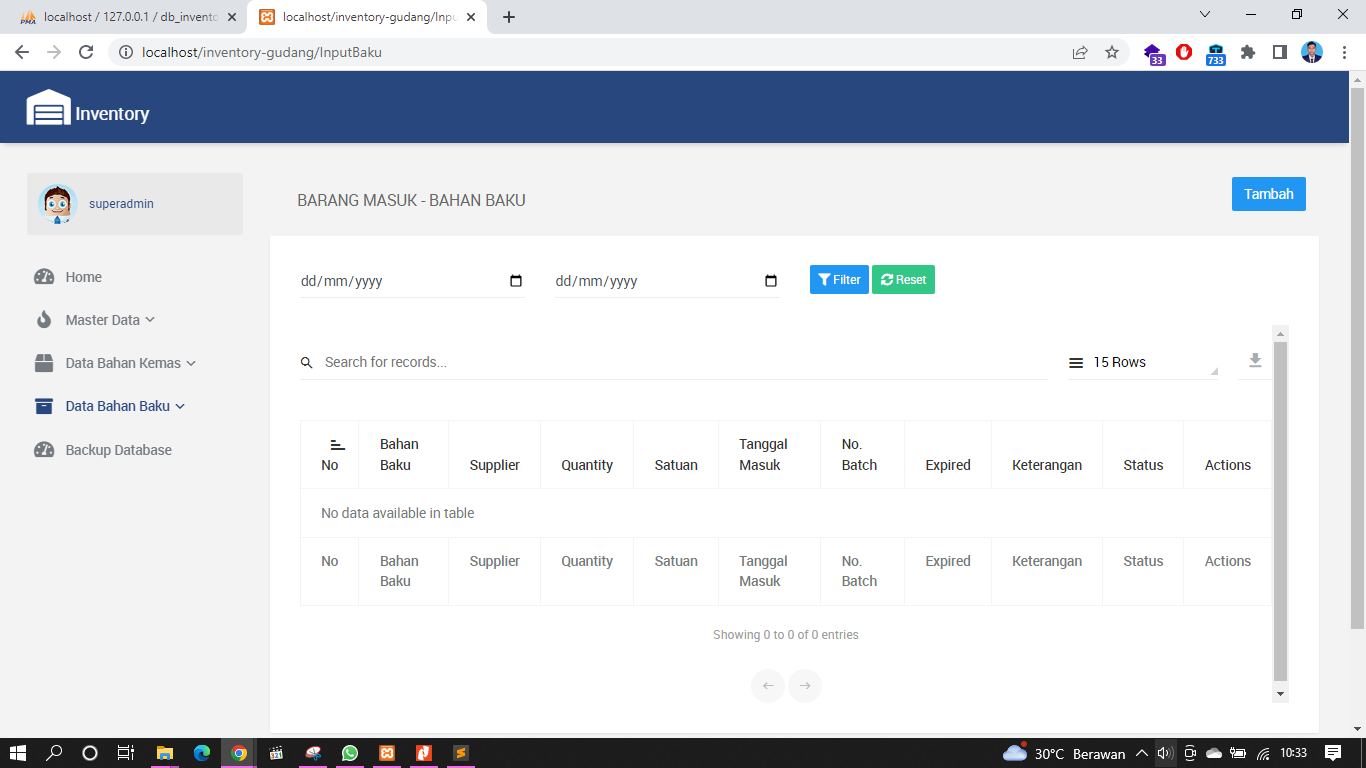 localhost / 127.0.0.1 / db_invento
localhost/inventory-gudang/Inpu
localhost/inventory-gudang/InputBaku
33
733
Inventory
superadmin
BARANG MASUK - BAHAN BAKU
Tambah
Home
Master Data
Data Bahan Kemas
Data Bahan Baku
Backup Database
dd/mm/yyyy
dd/mm/yyyy
Filter
Reset
Search for records...
15 Rows
No
Bahan
Baku
Supplier
Quantity
Satuan
Tanggal
Masuk
No.
Batch
Expired
Keterangan
Status
Actions
No data available in table
No
Bahan
Baku
Supplier
Quantity
Satuan
Tanggal
Masuk
No.
Batch
Expired
Keterangan
Status
Actions
Showing 0 to 0 of 0 entries
30°C Berawan
10:33